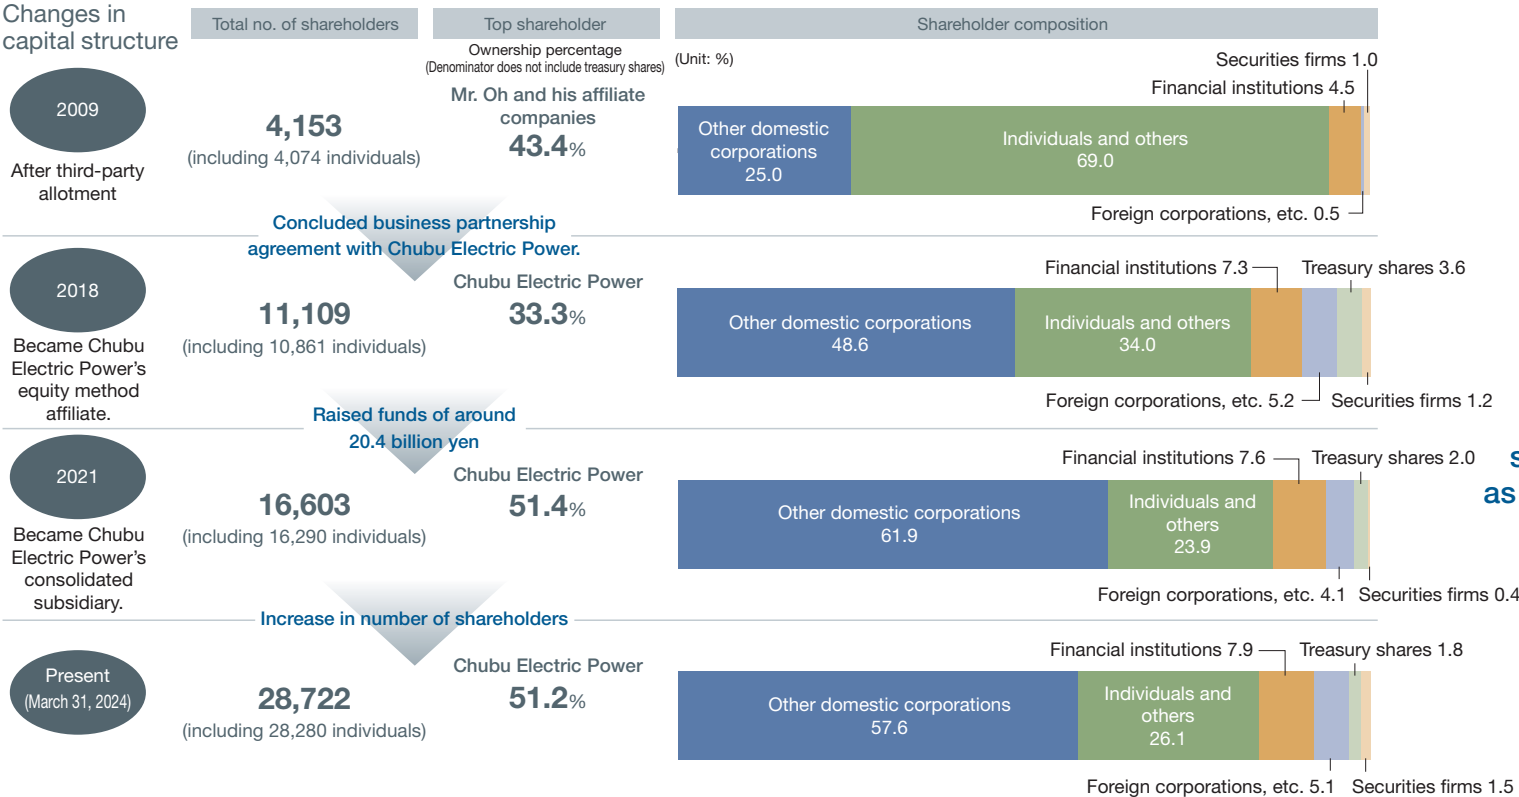 Changes in
capital structure
Total no. of shareholders
Top shareholder
Shareholder composition
Ownership percentage
(Denominator does not include treasury shares)
(Unit: %)
2009
After third-party
allotment
4,153
(including 4,074 individuals)
Mr. Oh and his affiliate
companies
43.4%
Other domestic
corporations
25.0
Individuals and others
69.0
Securities firms 1.0
Financial institutions 4.5
Foreign corporations, etc. 0.5
Concluded business partnership
agreement with Chubu Electric Power.
2018
Became Chubu
Electric Power's
equity method
affiliate.
11,109
(including 10,861 individuals)
Chubu Electric Power
33.3%
Financial institutions 7.3
Treasury shares 3.6
Other domestic corporations
48.6
Individuals and others
34.0
Foreign corporations, etc. 5.2
Securities firms 1.2
Raised funds of around
20.4 billion yen
2021
Became Chubu
Electric Power's
consolidated
subsidiary.
16,603
(including 16,290 individuals)
Chubu Electric Power
51.4%
Financial institutions 7.6
Treasury shares 2.0
Other domestic corporations
61.9
Individuals and
others
23.9
Foreign corporations, etc. 4.1
Securities firms 0.4
as
Increase in number of shareholders
Present
(March 31, 2024)
28,722
(including 28,280 individuals)
Chubu Electric Power
51.2%
Financial institutions 7.9
Treasury shares 1.8
Other domestic corporations
57.6
Individuals and
others
26.1
Foreign corporations, etc. 5.1
Securities firms 1.5